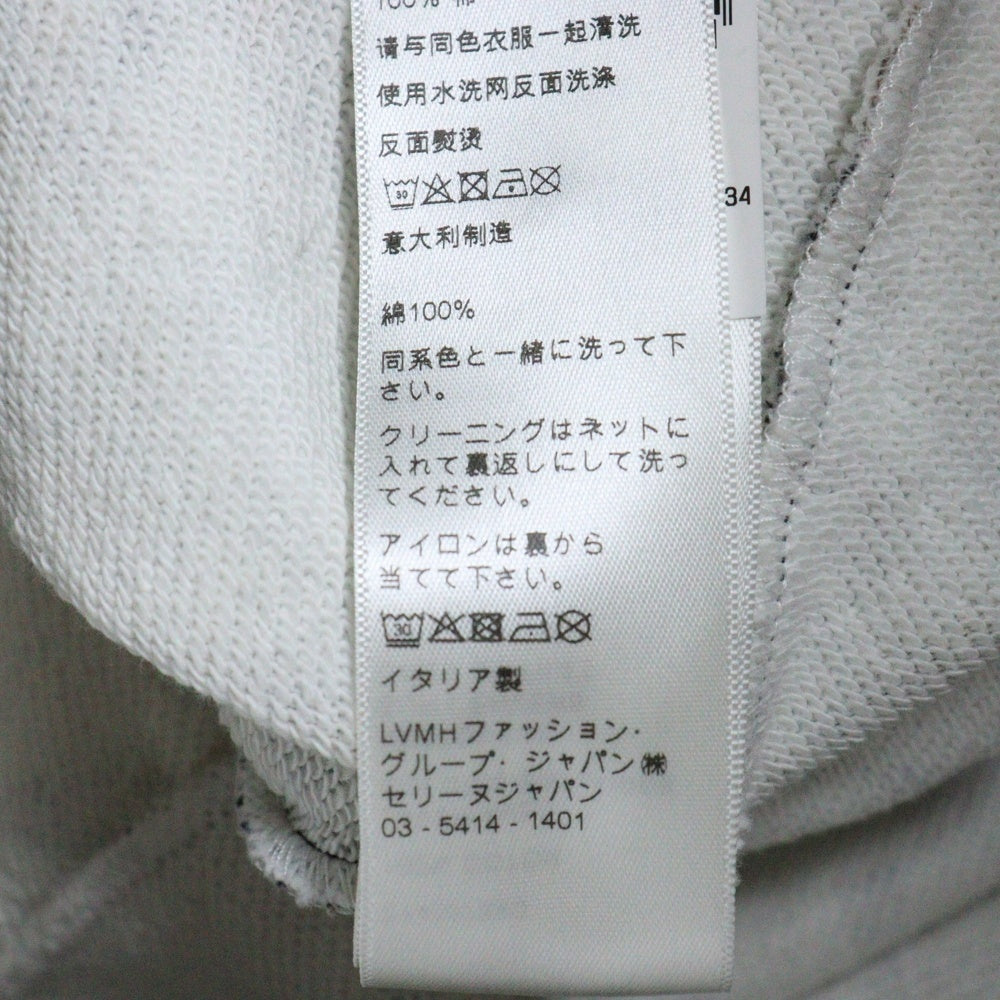 100% 棉
请与同色衣服一起清洗
使用水洗网反面洗涤
反面熨烫
30
意大利制造
綿100%
同系色と一緒に洗って下
さい。
クリーニングはネットに
入れて裏返しにして洗っ
てください。
アイロンは裏から
当てて下さい。
30
イタリア製
LVMHファッション·
グループ· ジャパン㈱
セリーヌジャパン
03 - 5414 - 1401
34